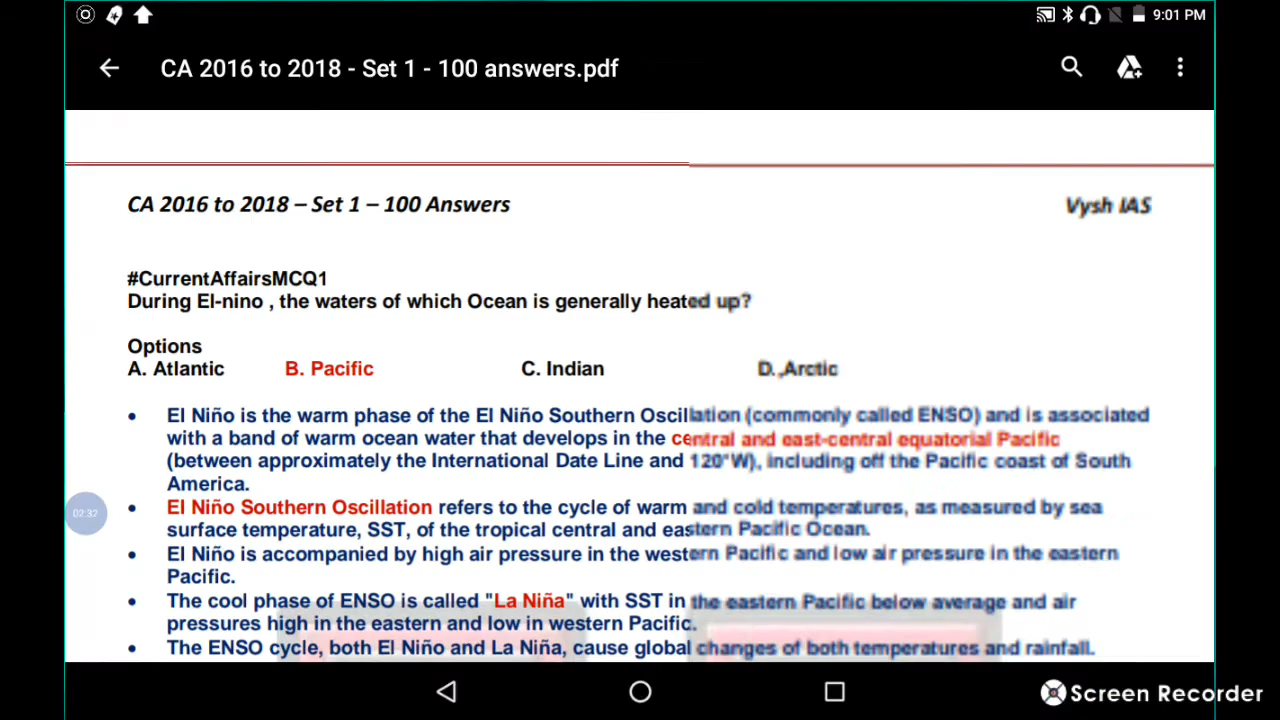 9:01 PM
CA 2016 to 2018 - Set 1 - 100 answers.pdf
CA 2016 to 2018 – Set 1 – 100 Answers Vysh IAS
#CurrentAffairsMCQ1
During El-nino , the waters of which Ocean is generally heated up?
Options
A. Atlantic B. Pacific C. Indian D. ,Arctic
• El Niño is the warm phase of the El Niño Southern Oscillation (commonly called ENSO) and is associated
with a band of warm ocean water that develops in the central and east-central equatorial Pacific
(between approximately the International Date Line and 120°W), including off the Pacific coast of South
America.
• El Niño Southern Oscillation refers to the cycle of warm and cold temperatures, as measured by sea
surface temperature, SST, of the tropical central and eastern Pacific Ocean.
• El Niño is accompanied by high air pressure in the western Pacific and low air pressure in the eastern
Pacific.
• The cool phase of ENSO is called "La Niña" with SST in the eastern Pacific below average and air
pressures high in the eastern and low in western Pacific.
• The ENSO cycle, both El Niño and La Niña, cause global changes of both temperatures and rainfall.
02:32
Screen Recorder